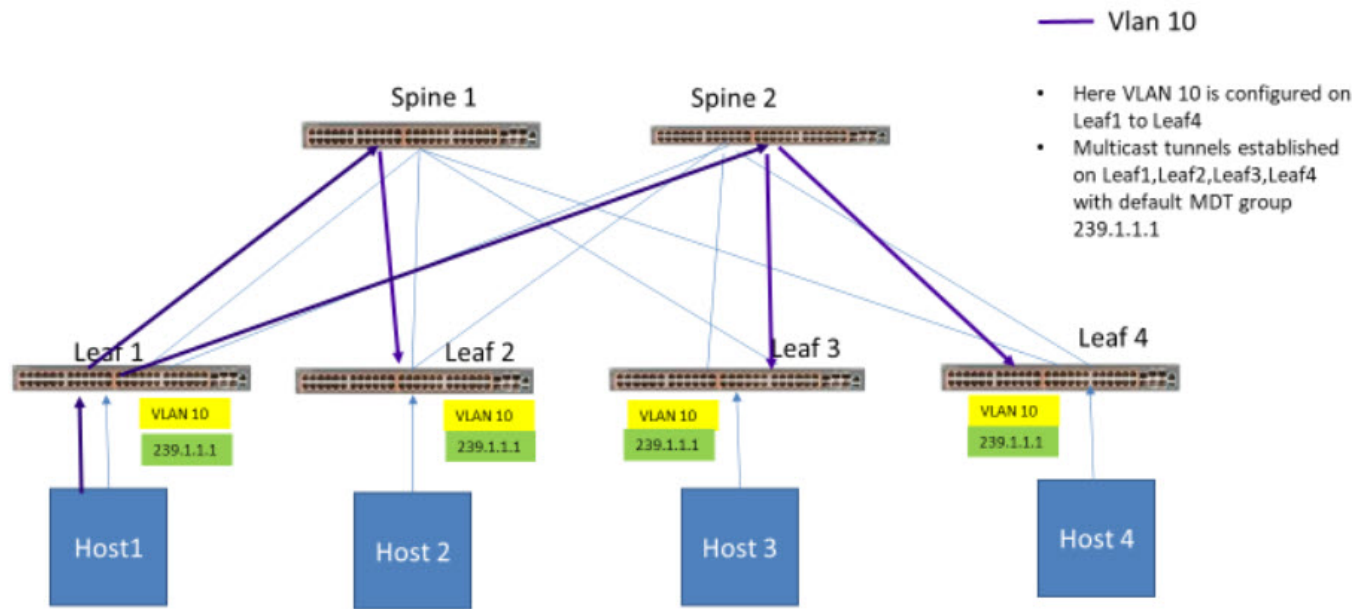 Vlan 10
• Here VLAN 10 is configured on
Leaf1 to Leaf4
• Multicast tunnels established
on Leaf1,Leaf2,Leaf3,Leaf4
with default MDT group
239.1.1.1
Spine 1
Spine 2
Leaf 1
Leaf 2
Leaf 3
Leaf 4
VLAN 10
239.1.1.1
VLAN 10
239.1.1.1
VLAN 10
239.1.1.1
VLAN 10
239.1.1.1
Host1
Host 2
Host 3
Host 4